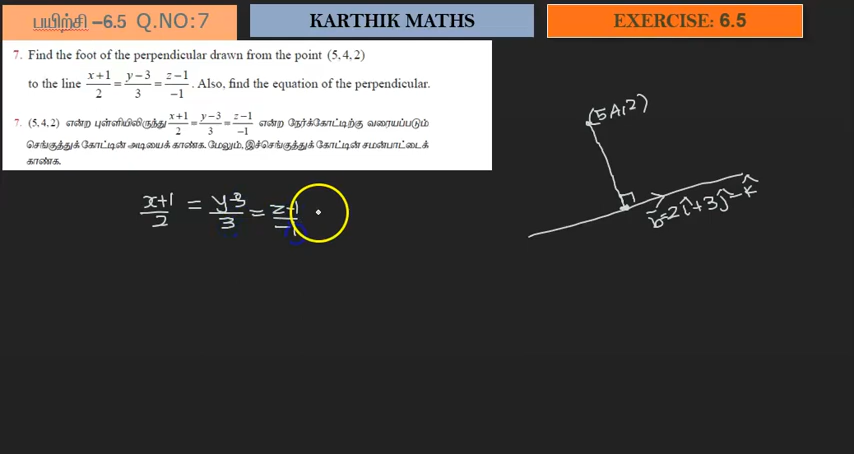 பயிற்சி –6.5 Q.NO:7
KARTHIK MATHS
EXERCISE: 6.5
7. Find the foot of the perpendicular drawn from the point (5,4,2)
to the line (x+1)/2 = (y−3)/3 = (z−1)/−1 . Also, find the equation of the perpendicular.
7. (5,4,2) என்ற புள்ளியிலிருந்து (x+1)/2 = (y−3)/3 = (z−1)/−1 என்ற நேர்க்கோட்டிற்கு வரையப்படும்
செங்குத்துக் கோட்டின் அடியைக் காண்க. மேலும், இச்செங்குத்துக் கோட்டின் சமன்பாட்டைக்
காண்க.
(5,4,2)
(x+1)/2 = (y-3)/3 = (z-1)/-1
b̄=2î+3ĵ-k̂